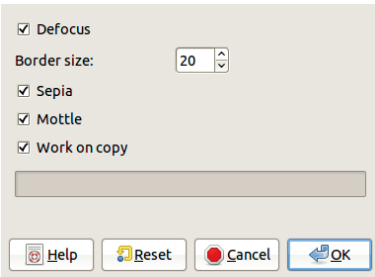 Defocus
Border size: 20
Sepia
Mottle
Work on copy
Help Reset Cancel OK